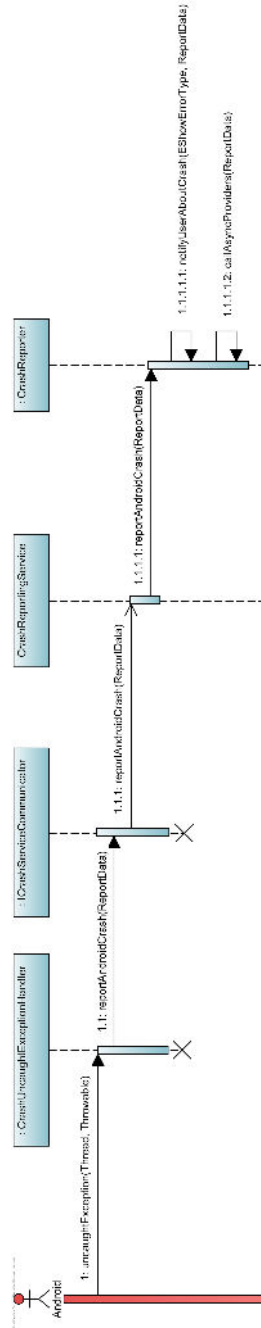 Android
: CrashUncaughtExceptionHandler
: ICrashServiceCommunicator
CrashReportingService
: CrashReporter
1: uncaughtException(Thread, Throwable)
1.1: reportAndroidCrash(ReportData)
1.1.1: reportAndroidCrash(ReportData)
1.1.1.1: reportAndroidCrash(ReportData)
1.1.1.1.1: notifyUserAboutCrash(EShowErrorType, ReportData)
1.1.1.1.2: callAsyncProviders(ReportData)